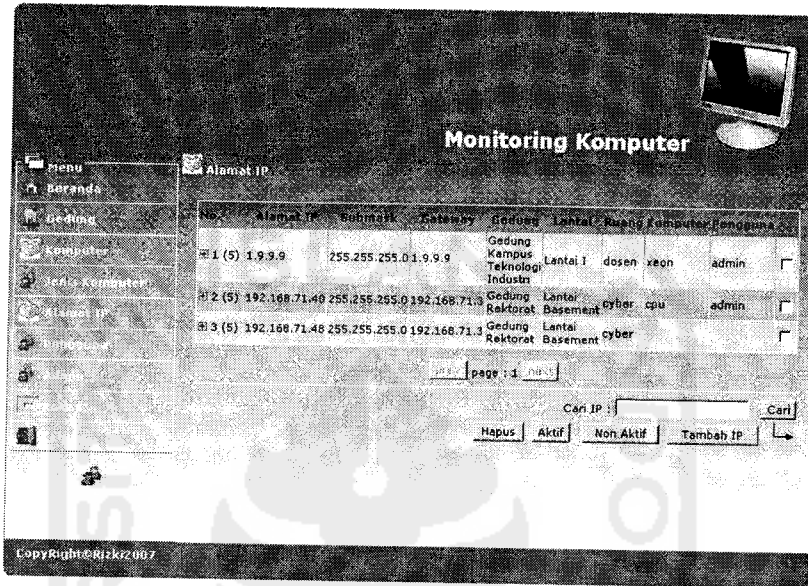 Monitoring Komputer
Menu
Beranda
Gedung
Komputer
Jenis Komputer
Alamat IP
Alamat IP
No. Alamat IP Submask Gateway Gedung Lantai Ruang Komputer Pengguna
1 (5) 1.9.9.9 255.255.255.0 1.9.9.9 Gedung Kampus Teknologi Industri Lantai I dosen xeon admin
2 (5) 192.168.71.40 255.255.255.0 192.168.71.3 Gedung Rektorat Lantai Basement cyber cpu admin
3 (5) 192.168.71.48 255.255.255.0 192.168.71.3 Gedung Rektorat Lantai Basement cyber
prev page : 1 next
Cari IP : Cari
Hapus Aktif Non Aktif Tambah IP
CopyRight©Rizki2007